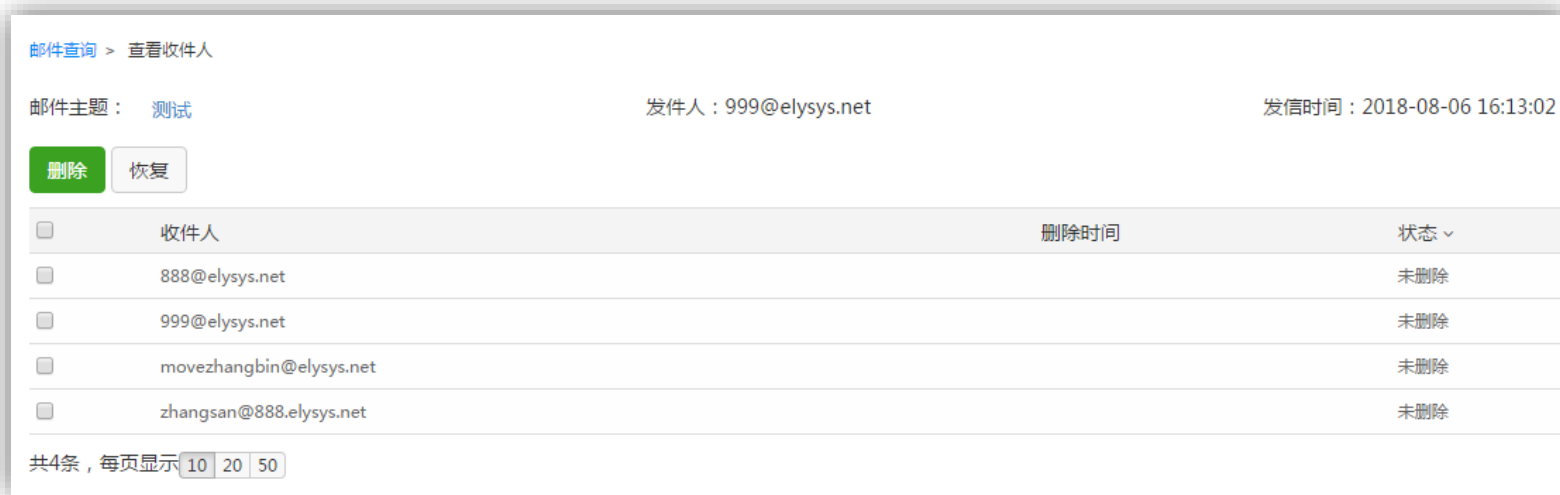 邮件查询 > 查看收件人
邮件主题： 测试 发件人：999@elysys.net 发信时间：2018-08-06 16:13:02
删除 恢复
收件人 删除时间 状态
888@elysys.net 未删除
999@elysys.net 未删除
movezhangbin@elysys.net 未删除
zhangsan@888.elysys.net 未删除
共4条，每页显示 10 20 50